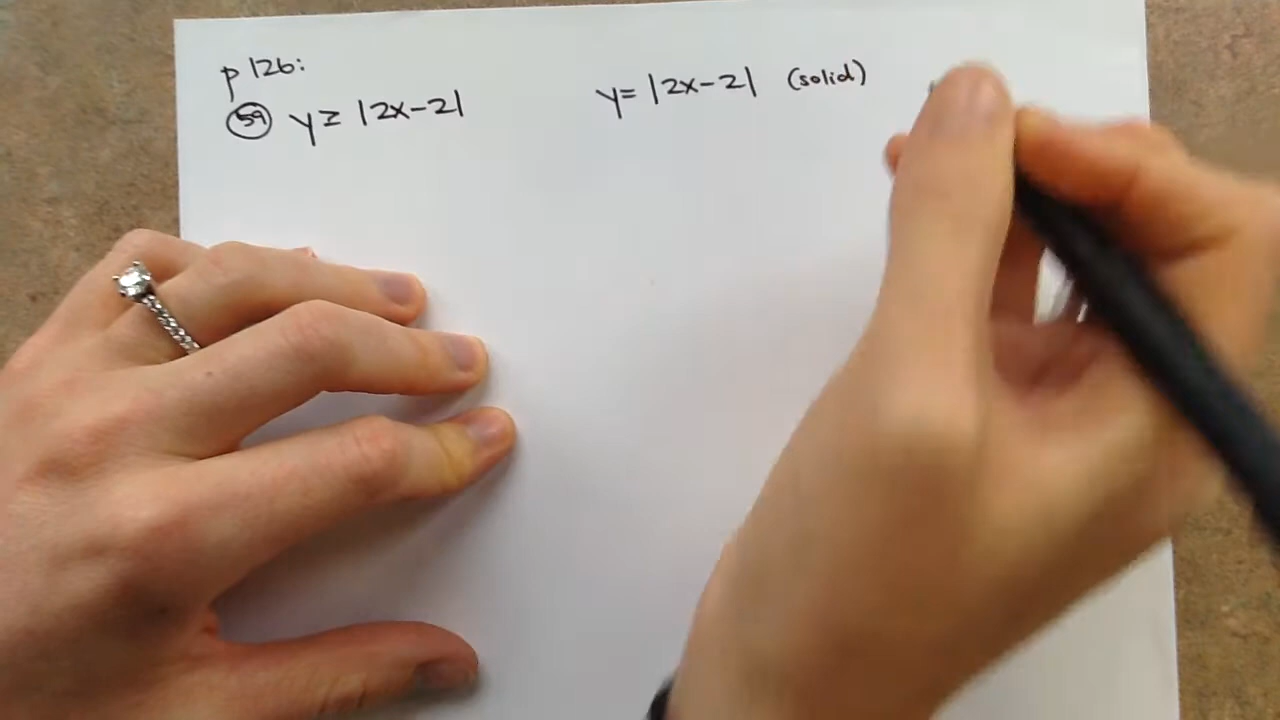 p 126:
59 y ≥ |2x-2|
y = |2x-2| (solid)